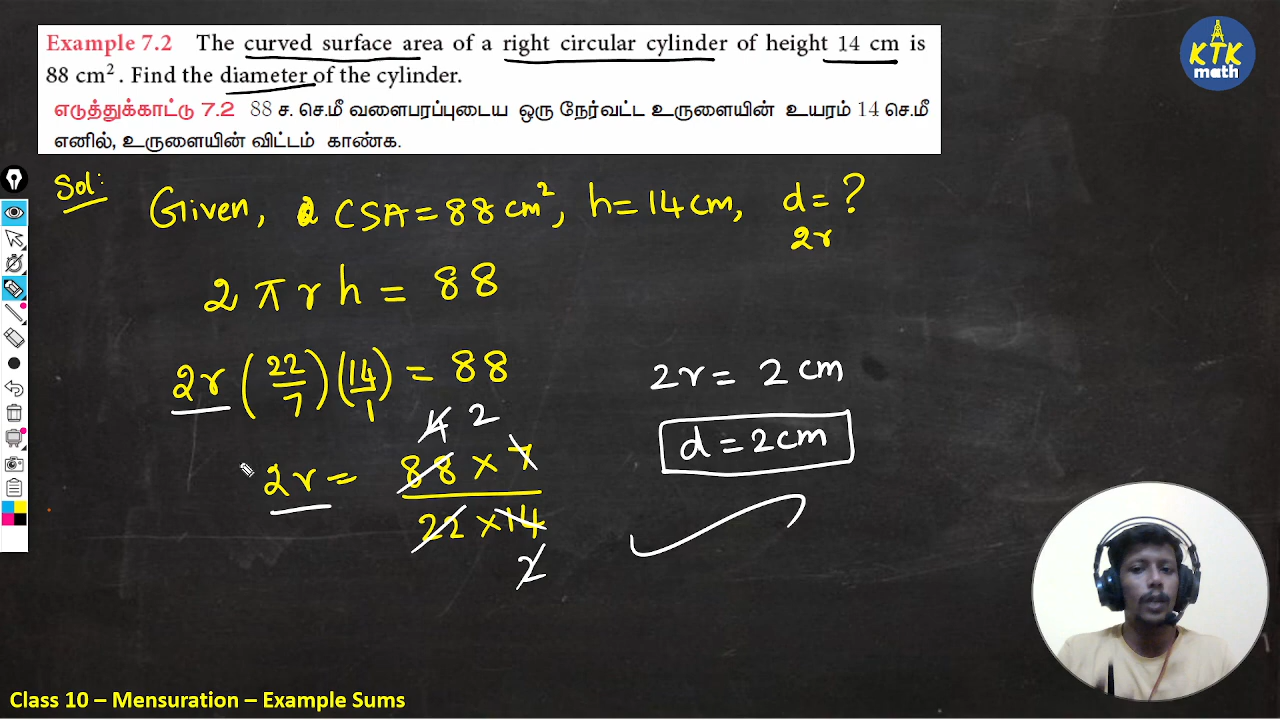 Example 7.2 The curved surface area of a right circular cylinder of height 14 cm is
88 cm². Find the diameter of the cylinder.
எடுத்துக்காட்டு 7.2 88 ச. செ.மீ வளைபரப்புடைய ஒரு நேர்வட்ட உருளையின் உயரம் 14 செ.மீ
எனில், உருளையின் விட்டம் காண்க.
KTK
math
Sol:
Given, CSA = 88 cm², h = 14 cm, d = ?
2r
2 π r h = 88
2r (22/7) (14/1) = 88
4 2
2r = 88 × 7
22 × 14
2
2r = 2 cm
d = 2 cm
Class 10 – Mensuration – Example Sums